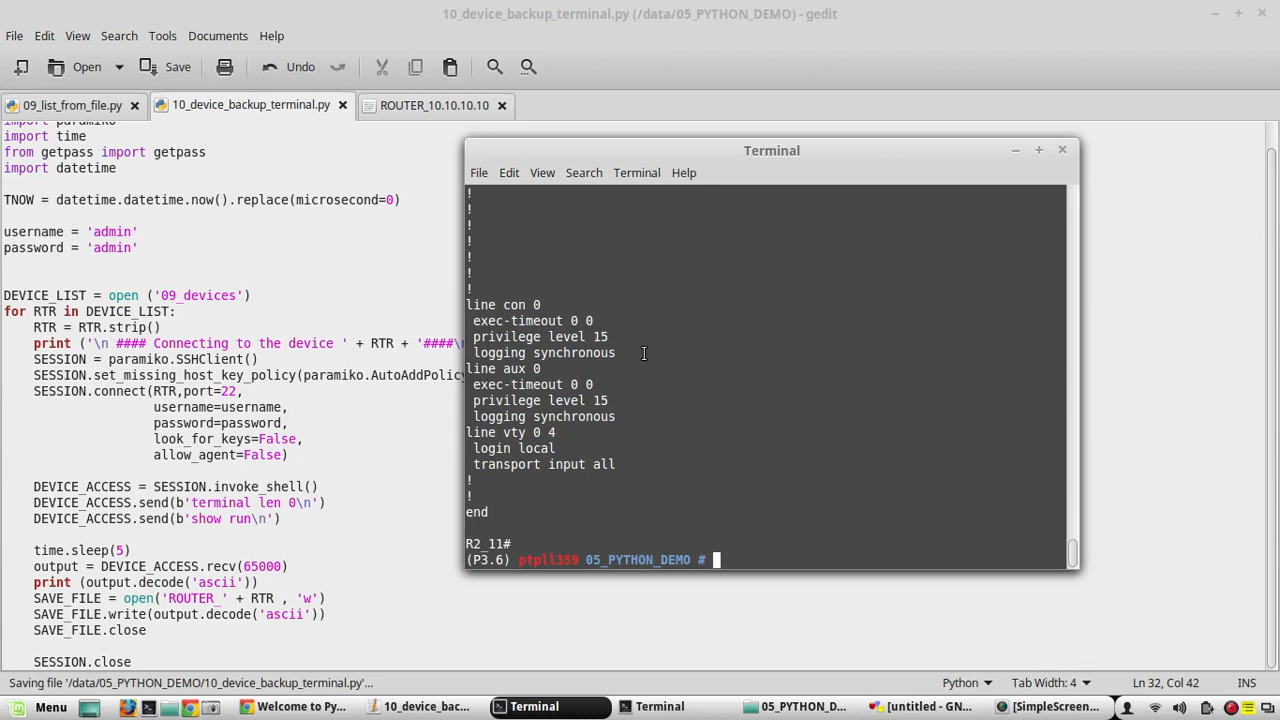 10_device_backup_terminal.py (/data/05_PYTHON_DEMO) - gedit
File Edit View Search Tools Documents Help
Open Save Undo
09_list_from_file.py 10_device_backup_terminal.py ROUTER_10.10.10.10
import paramiko
import time
from getpass import getpass
import datetime
TNOW = datetime.datetime.now().replace(microsecond=0)
username = 'admin'
password = 'admin'
DEVICE_LIST = open ('09_devices')
for RTR in DEVICE_LIST:
RTR = RTR.strip()
print ('\n #### Connecting to the device ' + RTR + '####\n
SESSION = paramiko.SSHClient()
SESSION.set_missing_host_key_policy(paramiko.AutoAddPolicy
SESSION.connect(RTR,port=22,
username=username,
password=password,
look_for_keys=False,
allow_agent=False)
DEVICE_ACCESS = SESSION.invoke_shell()
DEVICE_ACCESS.send(b'terminal len 0\n')
DEVICE_ACCESS.send(b'show run\n')
time.sleep(5)
output = DEVICE_ACCESS.recv(65000)
print (output.decode('ascii'))
SAVE_FILE = open('ROUTER_' + RTR , 'w')
SAVE_FILE.write(output.decode('ascii'))
SAVE_FILE.close
SESSION.close
Terminal
File Edit View Search Terminal Help
!
!
!
!
!
!
!
line con 0
exec-timeout 0 0
privilege level 15
logging synchronous
line aux 0
exec-timeout 0 0
privilege level 15
logging synchronous
line vty 0 4
login local
transport input all
!
!
end
R2_11#
(P3.6) ptpll359 05_PYTHON_DEMO #
Saving file '/data/05_PYTHON_DEMO/10_device_backup_terminal.py'... Python Tab Width: 4 Ln 32, Col 42 INS
Menu Welcome to Py... 10_device_bac... Terminal Terminal 05_PYTHON_D... [untitled - GN... [SimpleScreen...